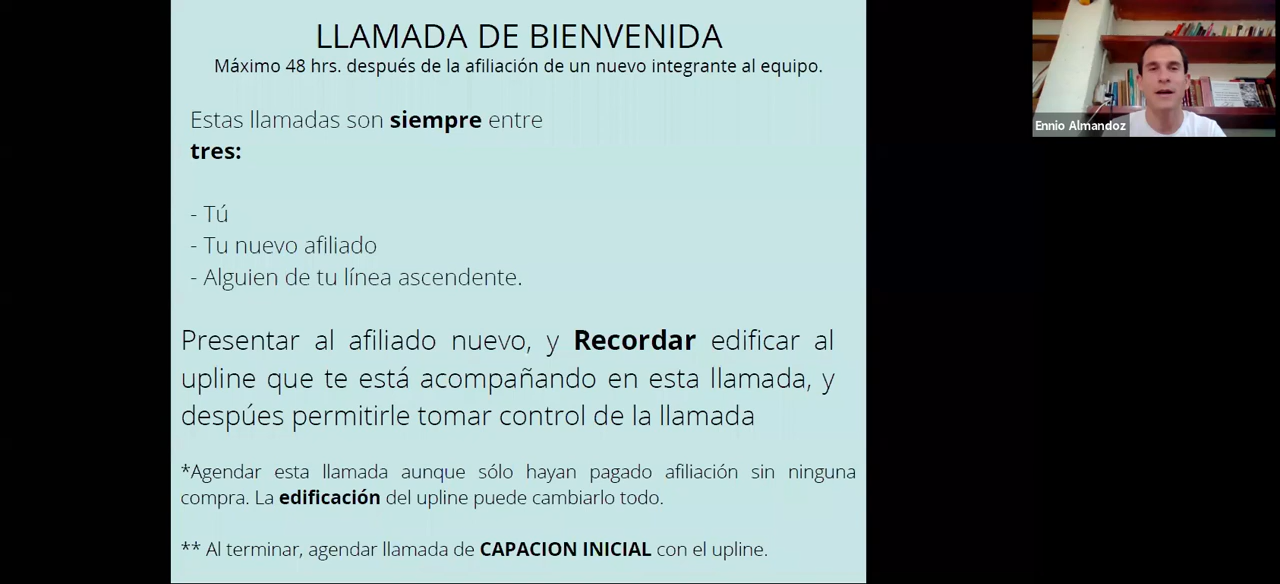 LLAMADA DE BIENVENIDA
Máximo 48 hrs. después de la afiliación de un nuevo integrante al equipo.
Estas llamadas son siempre entre
tres:
- Tú
- Tu nuevo afiliado
- Alguien de tu línea ascendente.
Presentar al afiliado nuevo, y Recordar edificar al
upline que te está acompañando en esta llamada, y
despúes permitirle tomar control de la llamada
*Agendar esta llamada aunque sólo hayan pagado afiliación sin ninguna
compra. La edificación del upline puede cambiarlo todo.
** Al terminar, agendar llamada de CAPACION INICIAL con el upline.
Ennio Almandoz